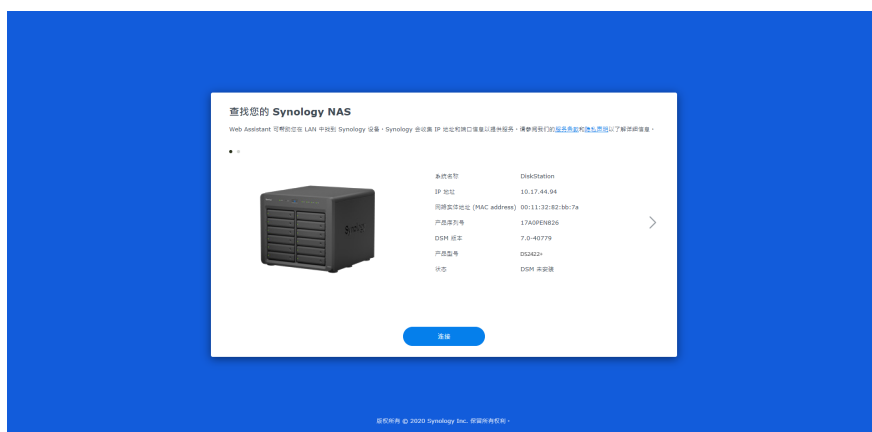 查找您的 Synology NAS
Web Assistant 可帮助您在 LAN 中找到 Synology 设备。Synology 会收集 IP 地址和端口信息以提供服务。请参阅我们的服务条款和隐私声明以了解详细信息。
系统名称 DiskStation
IP 地址 10.17.44.94
网络实体地址 (MAC address) 00:11:32:82:bb:7a
产品序列号 17A0PEN826
DSM 版本 7.0-40779
产品型号 DS2422+
状态 DSM 未安装
Synology
连接
版权所有 © 2020 Synology Inc. 保留所有权利。